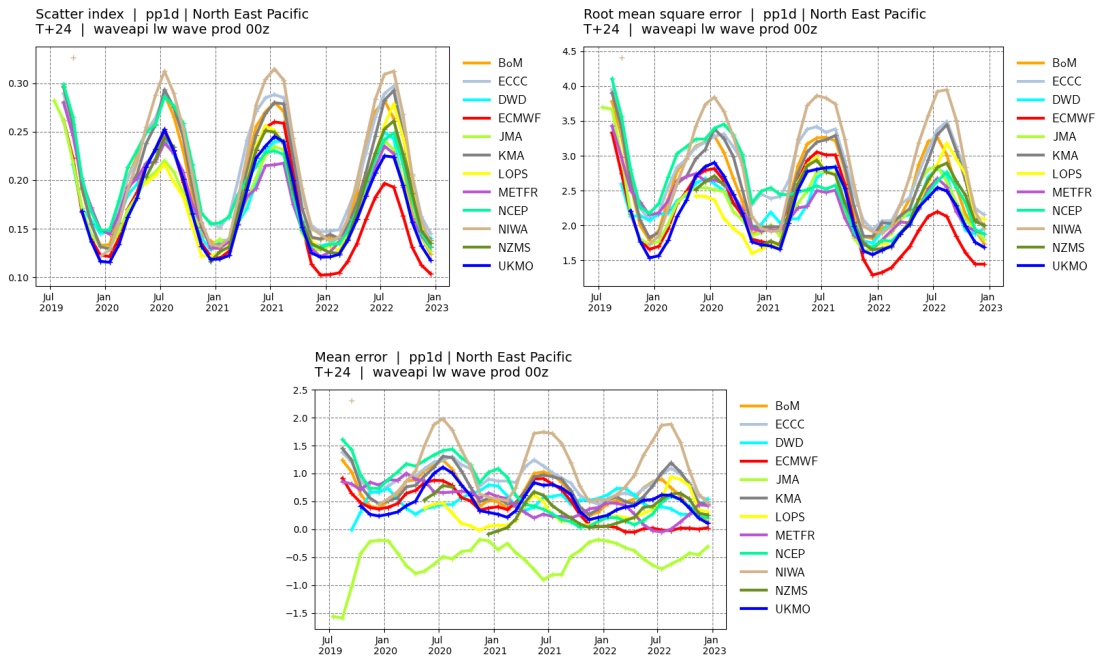 Scatter index | pp1d | North East Pacific
T+24 | waveapi lw wave prod 00z
0.30
0.25
0.20
0.15
0.10
Jul 2019
Jan 2020
Jul 2020
Jan 2021
Jul 2021
Jan 2022
Jul 2022
Jan 2023
BoM
ECCC
DWD
ECMWF
JMA
KMA
LOPS
METFR
NCEP
NIWA
NZMS
UKMO
Root mean square error | pp1d | North East Pacific
T+24 | waveapi lw wave prod 00z
4.5
4.0
3.5
3.0
2.5
2.0
1.5
Jul 2019
Jan 2020
Jul 2020
Jan 2021
Jul 2021
Jan 2022
Jul 2022
Jan 2023
BoM
ECCC
DWD
ECMWF
JMA
KMA
LOPS
METFR
NCEP
NIWA
NZMS
UKMO
Mean error | pp1d | North East Pacific
T+24 | waveapi lw wave prod 00z
2.5
2.0
1.5
1.0
0.5
0.0
−0.5
−1.0
−1.5
Jul 2019
Jan 2020
Jul 2020
Jan 2021
Jul 2021
Jan 2022
Jul 2022
Jan 2023
BoM
ECCC
DWD
ECMWF
JMA
KMA
LOPS
METFR
NCEP
NIWA
NZMS
UKMO